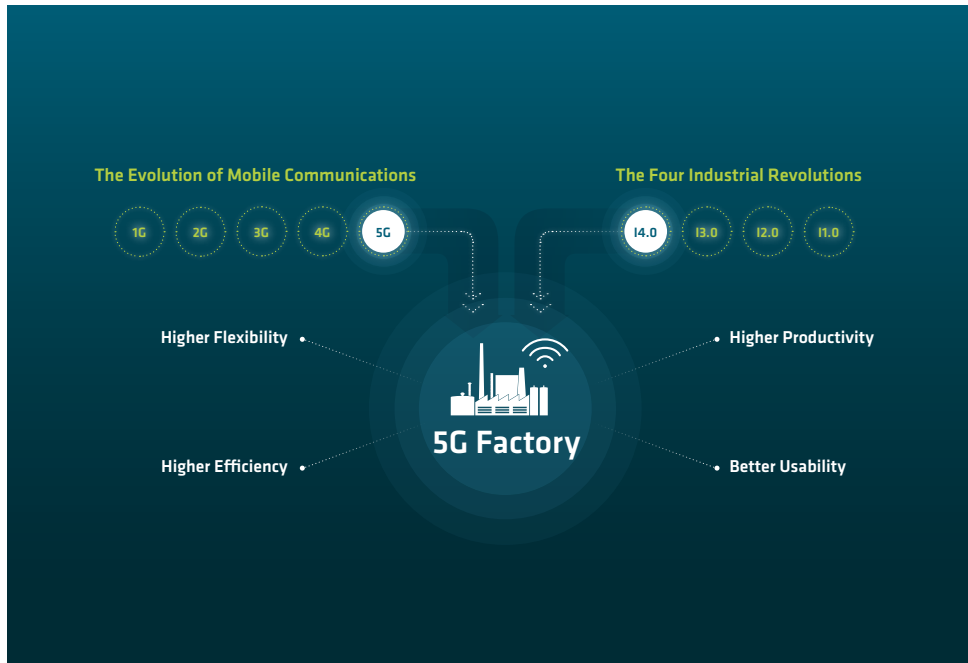 The Evolution of Mobile Communications
1G 2G 3G 4G 5G
The Four Industrial Revolutions
I4.0 I3.0 I2.0 I1.0
Higher Flexibility
Higher Productivity
5G Factory
Higher Efficiency
Better Usability